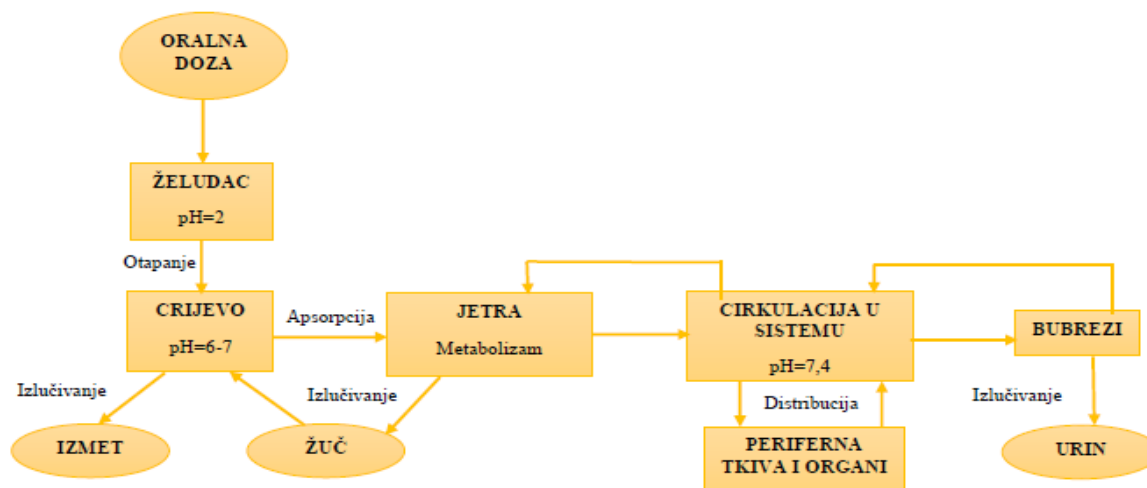 ORALNA
DOZA
ŽELUDAC
pH=2
Otapanje
CRIJEVO
pH=6-7
Apsorpcija
JETRA
Metabolizam
CIRKULACIJA U
SISTEMU
pH=7,4
BUBREZI
Izlučivanje
Izlučivanje
Distribucija
Izlučivanje
IZMET
ŽUČ
PERIFERNA
TKIVA I ORGANI
URIN